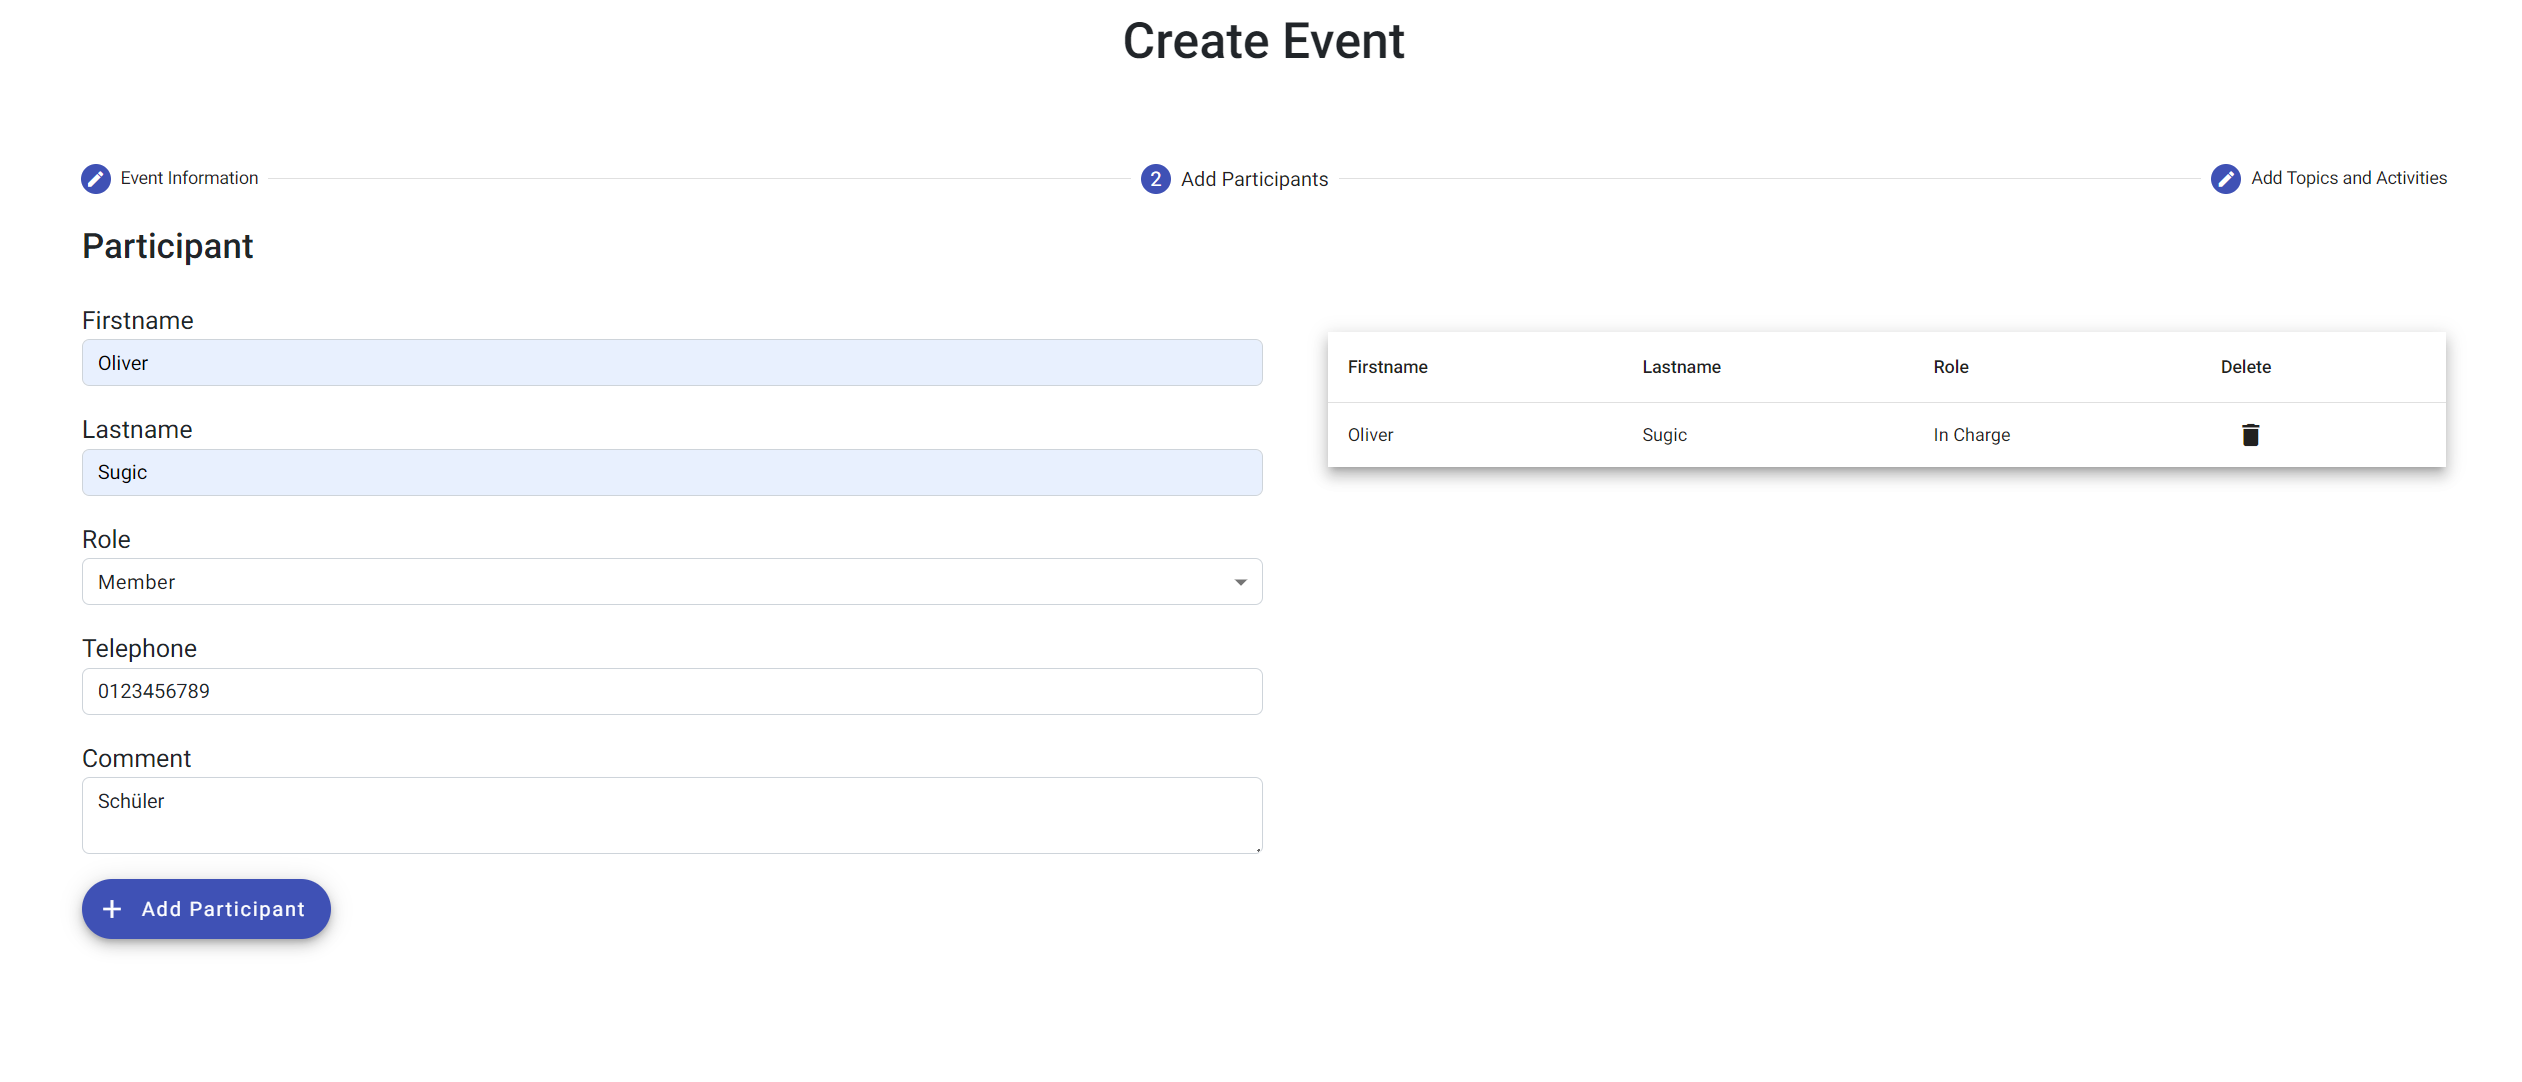 Create Event
Event Information
2 Add Participants
Add Topics and Activities
Participant
Firstname
Oliver
Lastname
Sugic
Role
Member
Telephone
0123456789
Comment
Schüler
+ Add Participant
Firstname Lastname Role Delete
Oliver Sugic In Charge